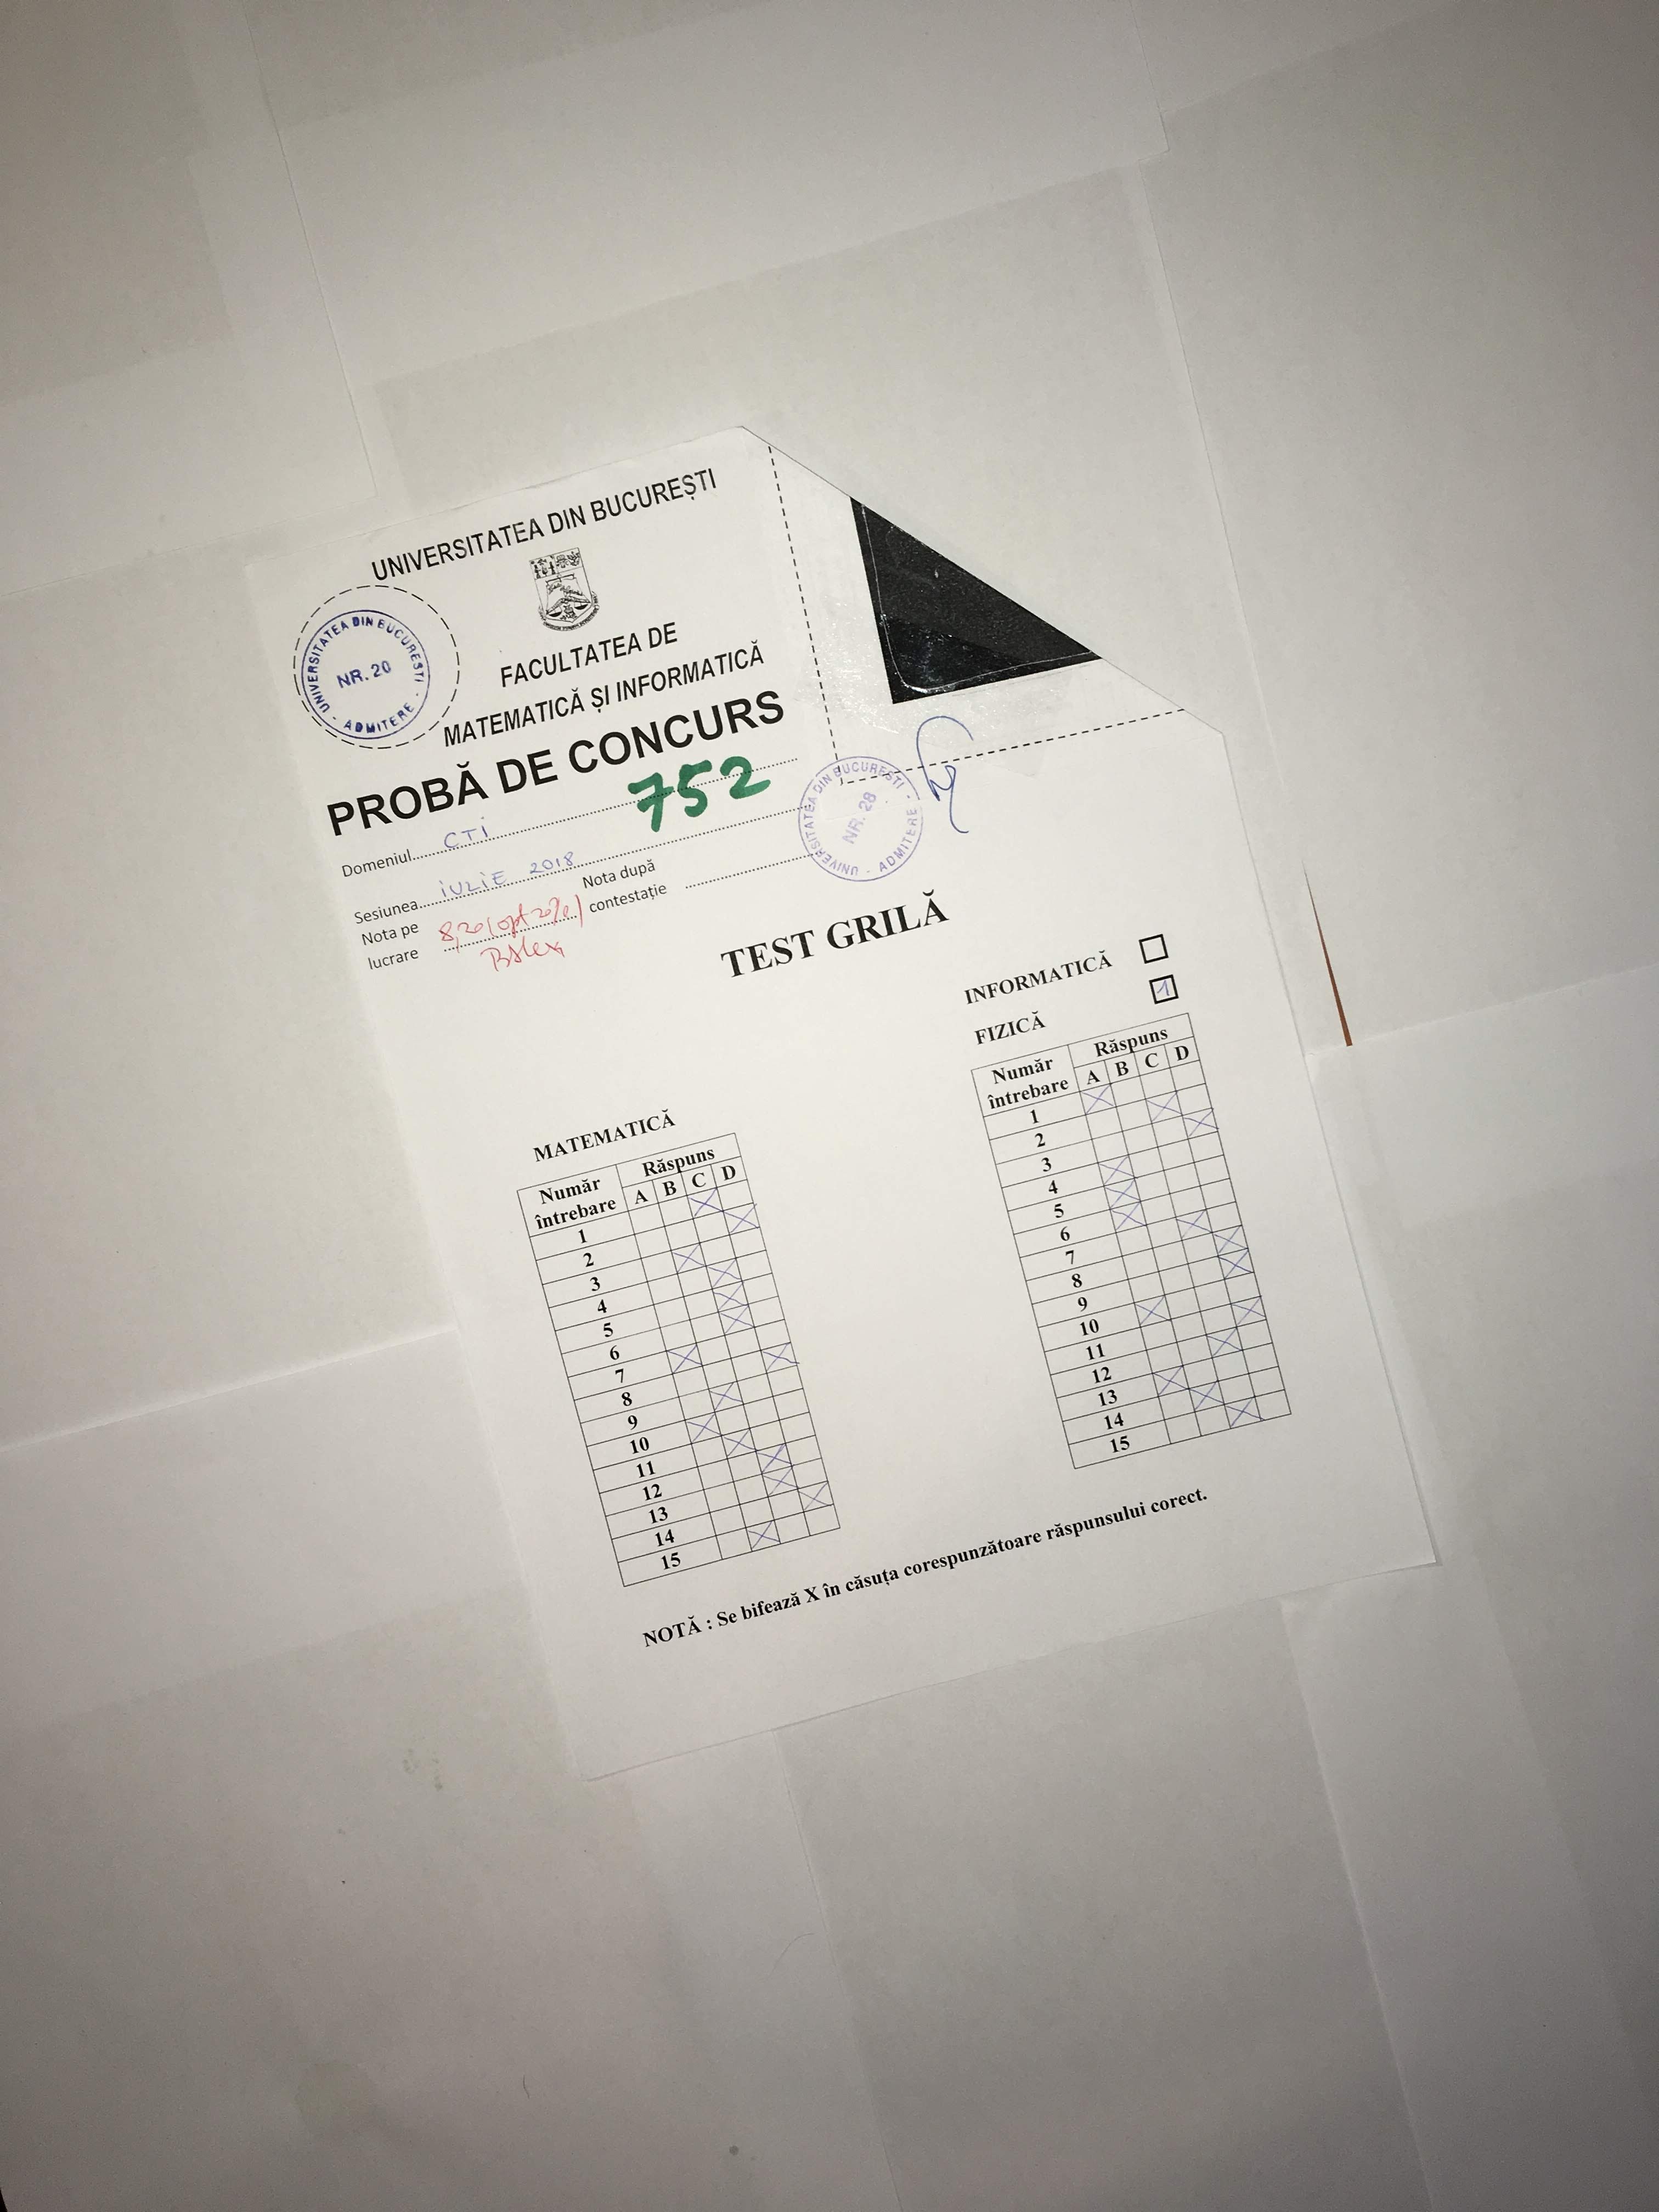 UNIVERSITATEA DIN BUCUREȘTI
UNIVERSITATEA DIN BUCUREȘTI - ADMITERE -
NR. 20
FACULTATEA DE
MATEMATICĂ ȘI INFORMATICĂ
PROBĂ DE CONCURS
752
Domeniul CTI
Sesiunea IULIE 2018
Nota pe lucrare 8,20 (opt 20%)
Nota după contestație
UNIVERSITATEA DIN BUCUREȘTI - ADMITERE -
NR. 28
TEST GRILĂ
MATEMATICĂ
Număr întrebare Răspuns
A B C D
1
2
3
4
5
6
7
8
9
10
11
12
13
14
15
INFORMATICĂ
FIZICĂ 1
Număr întrebare Răspuns
A B C D
1
2
3
4
5
6
7
8
9
10
11
12
13
14
15
NOTĂ : Se bifează X în căsuța corespunzătoare răspunsului corect.